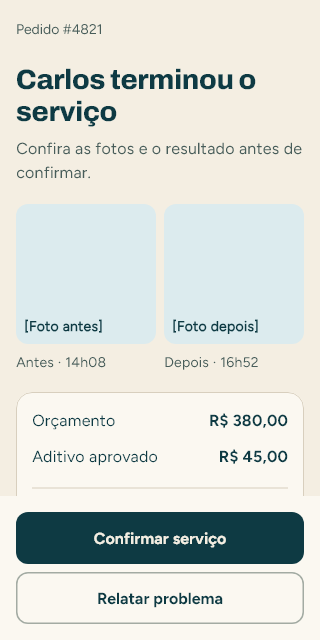 Pedido #4821
Carlos terminou o
serviço
Confira as fotos e o resultado antes de
confirmar.
[Foto antes]
[Foto depois]
Antes · 14h08
Depois · 16h52
Orçamento
R$ 380,00
Aditivo aprovado
R$ 45,00
Confirmar serviço
Relatar problema